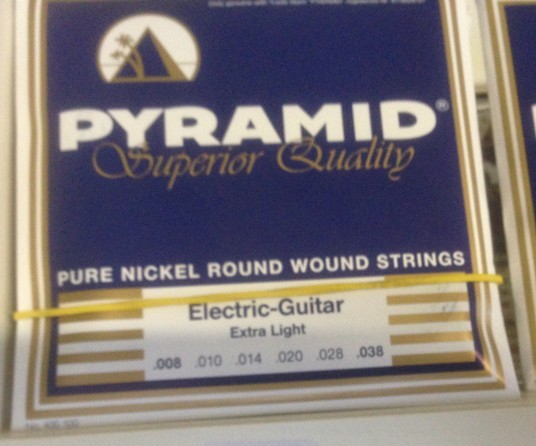 PYRAMID®
Superior Quality
PURE NICKEL ROUND WOUND STRINGS
Electric-Guitar
Extra Light
.008 .010 .014 .020 .028 .038